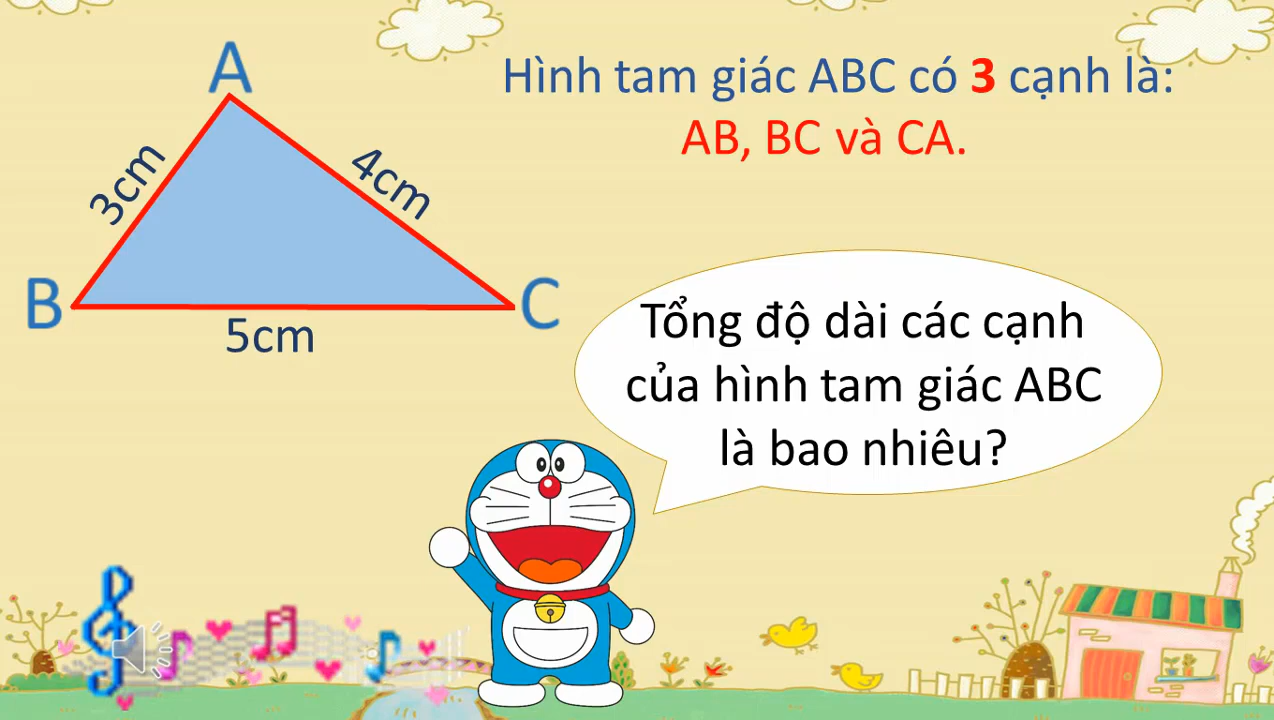 A
Hình tam giác ABC có 3 cạnh là:
AB, BC và CA.
3cm
4cm
B
C
5cm
Tổng độ dài các cạnh
của hình tam giác ABC
là bao nhiêu?